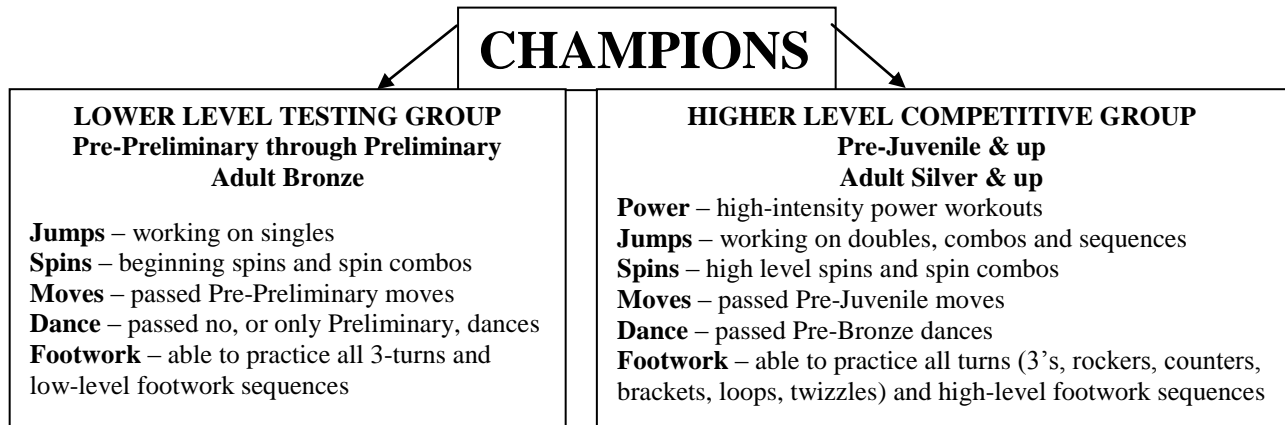 CHAMPIONS
LOWER LEVEL TESTING GROUP
Pre-Preliminary through Preliminary
Adult Bronze
Jumps – working on singles
Spins – beginning spins and spin combos
Moves – passed Pre-Preliminary moves
Dance – passed no, or only Preliminary, dances
Footwork – able to practice all 3-turns and
low-level footwork sequences
HIGHER LEVEL COMPETITIVE GROUP
Pre-Juvenile & up
Adult Silver & up
Power – high-intensity power workouts
Jumps – working on doubles, combos and sequences
Spins – high level spins and spin combos
Moves – passed Pre-Juvenile moves
Dance – passed Pre-Bronze dances
Footwork – able to practice all turns (3’s, rockers, counters,
brackets, loops, twizzles) and high-level footwork sequences